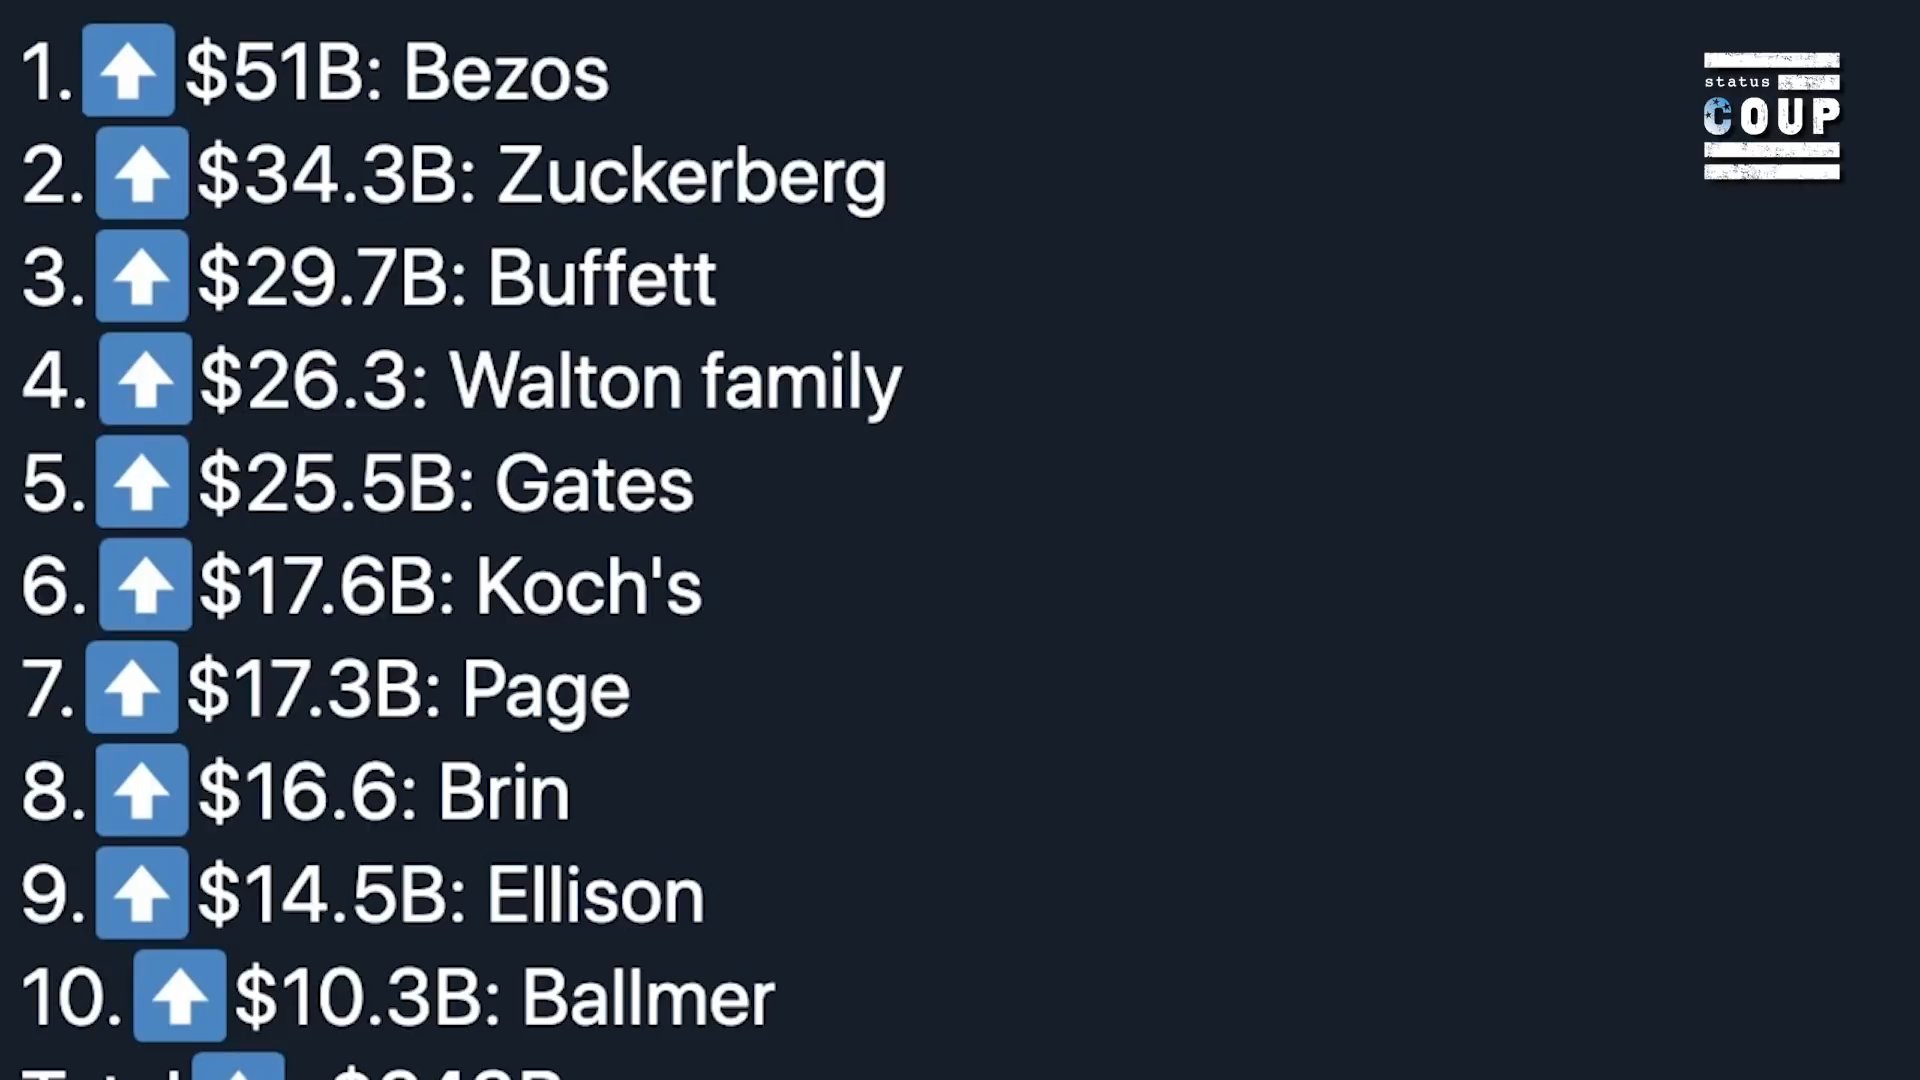 1. ⬆️ $51B: Bezos
2. ⬆️ $34.3B: Zuckerberg
3. ⬆️ $29.7B: Buffett
4. ⬆️ $26.3: Walton family
5. ⬆️ $25.5B: Gates
6. ⬆️ $17.6B: Koch's
7. ⬆️ $17.3B: Page
8. ⬆️ $16.6: Brin
9. ⬆️ $14.5B: Ellison
10. ⬆️ $10.3B: Ballmer
status
COUP